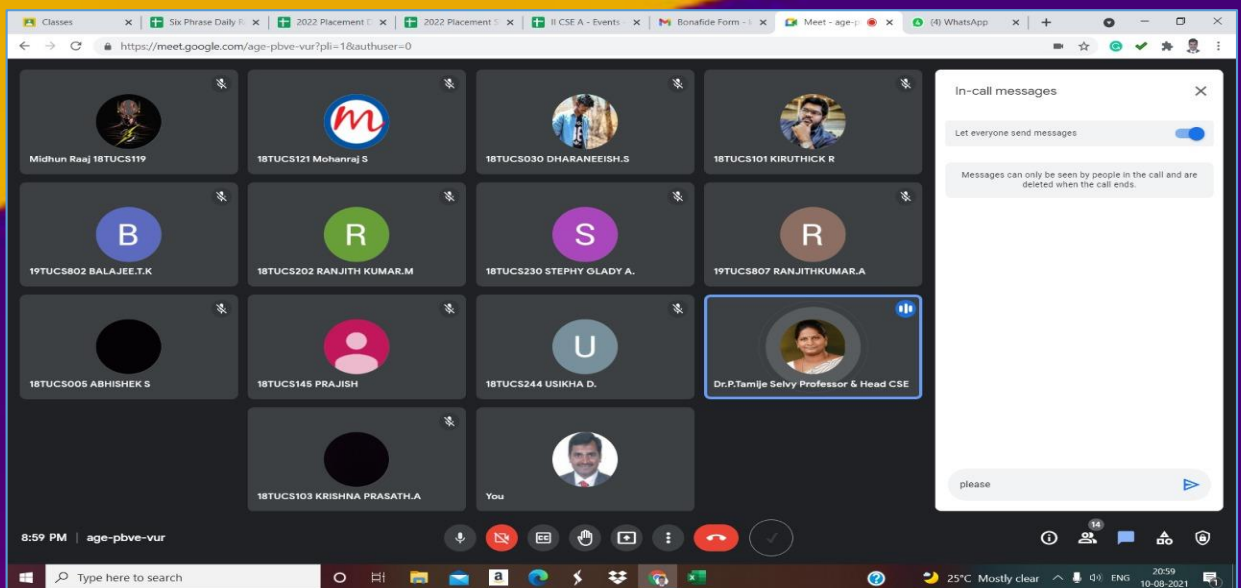 Classes
Six Phrase Daily R
2022 Placement D
2022 Placement S
II CSE A - Events -
Bonafide Form - I
Meet - age-p
(4) WhatsApp
https://meet.google.com/age-pbve-vur?pli=1&authuser=0
In-call messages
Let everyone send messages
Messages can only be seen by people in the call and are
deleted when the call ends.
Midhun Raaj 18TUCS119
m
18TUCS121 Mohanraj S
18TUCS030 DHARANEEISH.S
18TUCS101 KIRUTHICK R
B
19TUCS802 BALAJEE.T.K
R
18TUCS202 RANJITH KUMAR.M
S
18TUCS230 STEPHY GLADY A.
R
19TUCS807 RANJITHKUMAR.A
18TUCS005 ABHISHEK S
18TUCS145 PRAJISH
U
18TUCS244 USIKHA D.
Dr.P.Tamije Selvy Professor & Head CSE
18TUCS103 KRISHNA PRASATH.A
You
please
8:59 PM | age-pbve-vur
CC
14
Type here to search
a
25°C Mostly clear
ENG
20:59
10-08-2021